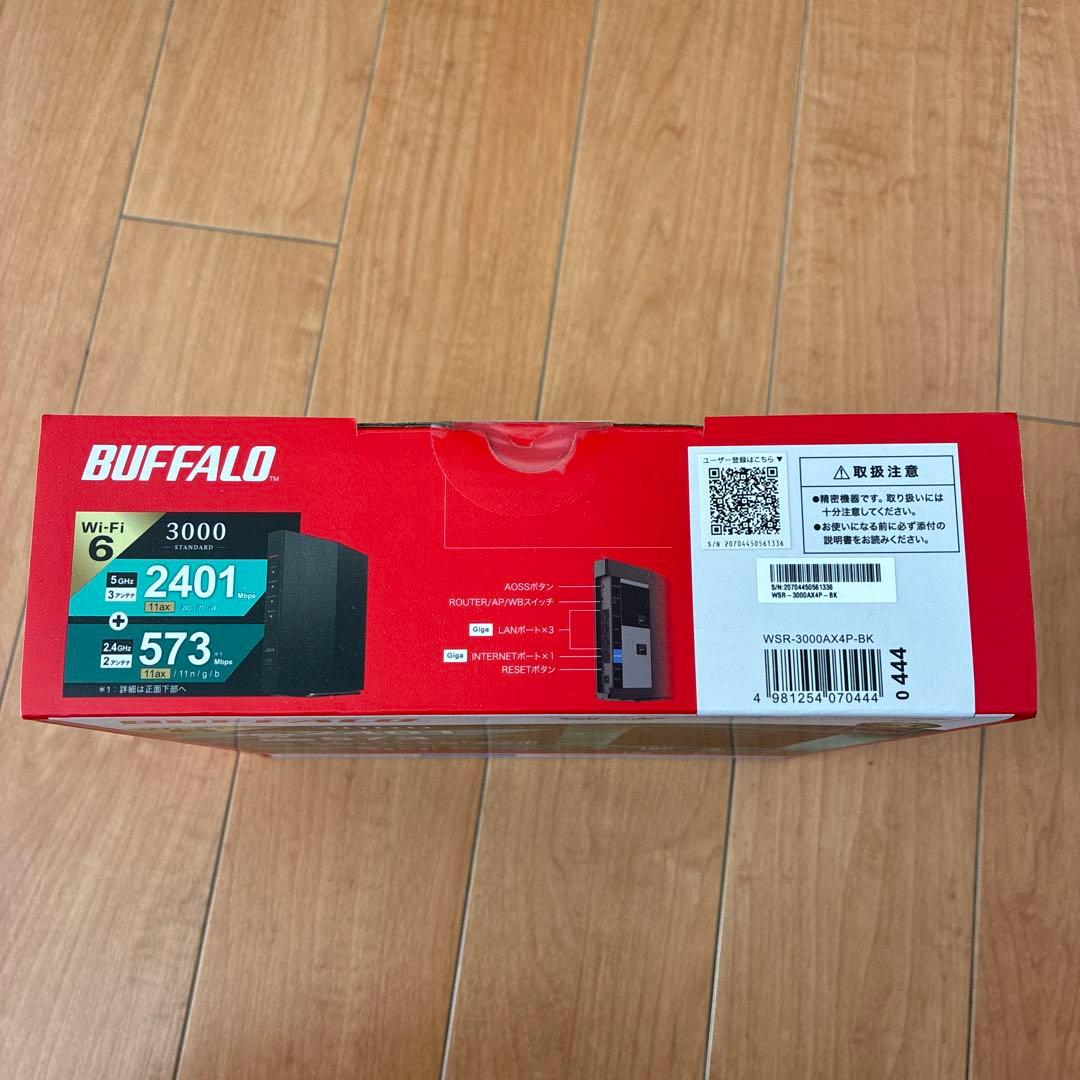 BUFFALO™
Wi-Fi
6
3000
STANDARD
5GHz
3アンテナ
2401
*1
Mbps
11ax /ac/n/a
+
2.4GHz
2アンテナ
573
*1
Mbps
11ax /11n/g/b
*1：詳細は正面下部へ
AOSSボタン
ROUTER/AP/WBスイッチ
Giga LANポート×3
Giga INTERNETポート×1
RESETボタン
ユーザー登録はこちら▼
S/N 20704450561336
⚠取扱注意
●精密機器です。取り扱いには
十分注意してください。
●お使いになる前に必ず添付の
説明書をお読みください。
S/N:20704450561336
WSR-3000AX4P-BK
WSR-3000AX4P-BK
4 981254 070444
0 444
BUFFALO